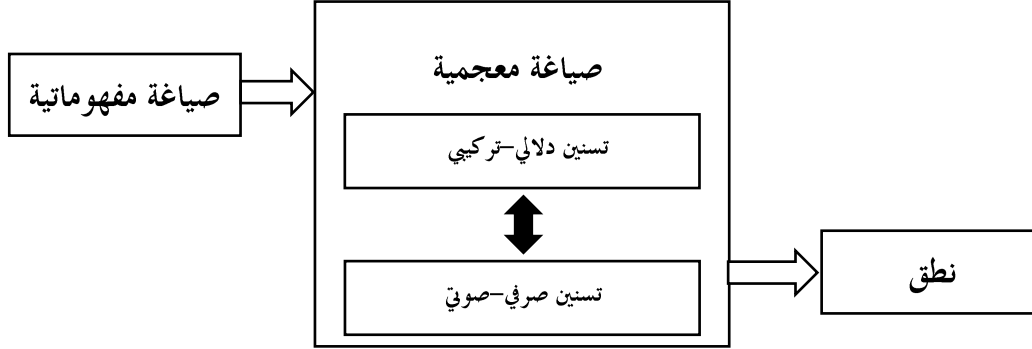 صياغة مفهوماتية
صياغة معجمية
تسنين دلالي–تركيبي
تسنين صرفي–صوتي
نطق